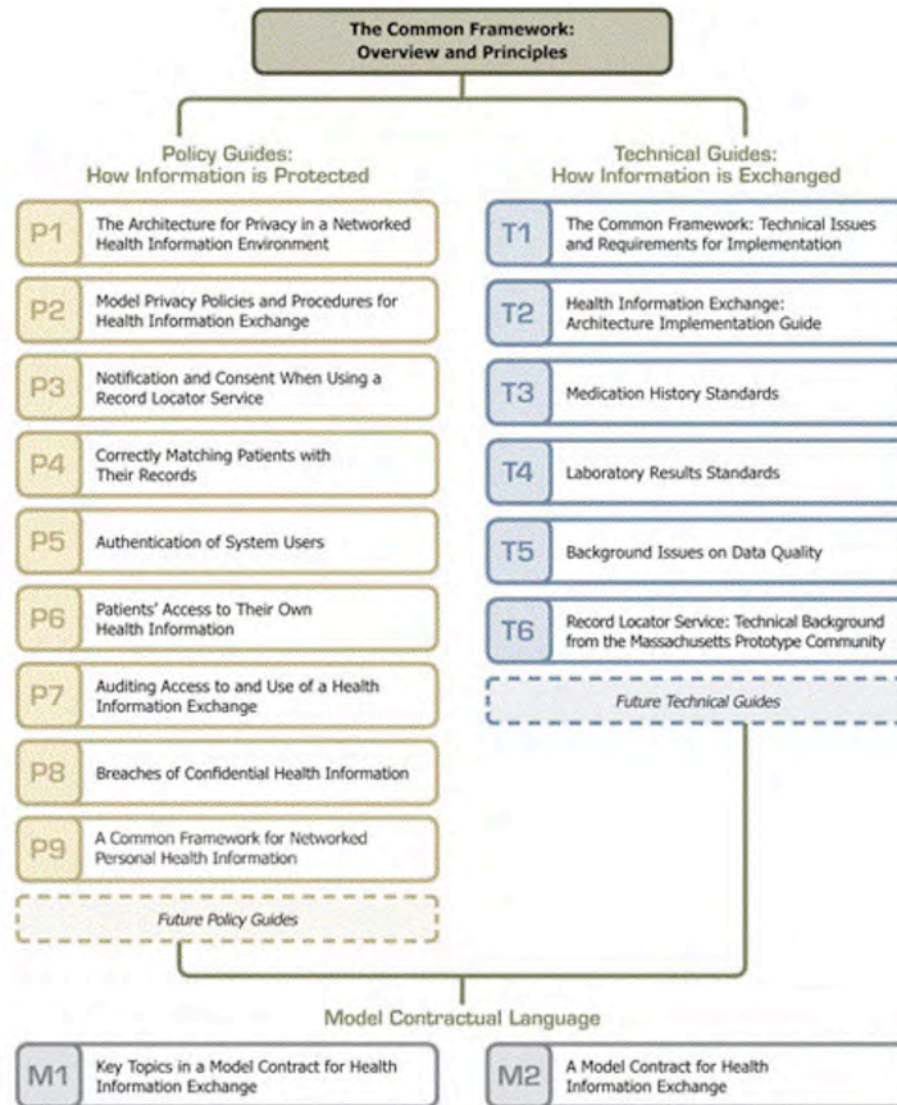 The Common Framework:
Overview and Principles
Policy Guides:
How Information is Protected
P1
The Architecture for Privacy in a Networked
Health Information Environment
P2
Model Privacy Policies and Procedures for
Health Information Exchange
P3
Notification and Consent When Using a
Record Locator Service
P4
Correctly Matching Patients with
Their Records
P5
Authentication of System Users
P6
Patients' Access to Their Own
Health Information
P7
Auditing Access to and Use of a Health
Information Exchange
P8
Breaches of Confidential Health Information
P9
A Common Framework for Networked
Personal Health Information
Future Policy Guides
Technical Guides:
How Information is Exchanged
T1
The Common Framework: Technical Issues
and Requirements for Implementation
T2
Health Information Exchange:
Architecture Implementation Guide
T3
Medication History Standards
T4
Laboratory Results Standards
T5
Background Issues on Data Quality
T6
Record Locator Service: Technical Background
from the Massachusetts Prototype Community
Future Technical Guides
Model Contractual Language
M1
Key Topics in a Model Contract for Health
Information Exchange
M2
A Model Contract for Health
Information Exchange